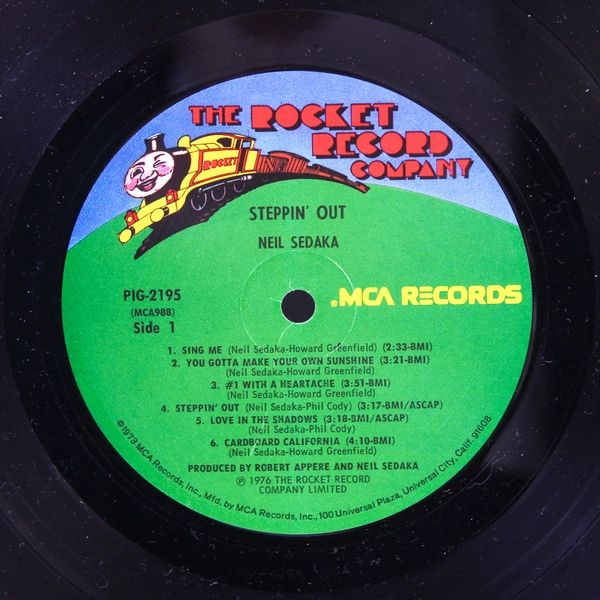 THE ROCKET
RECORD
COMPANY
ROCKET
STEPPIN' OUT
NEIL SEDAKA
PIG-2195
(MCA988)
Side 1
.MCA RECORDS
1. SING ME (Neil Sedaka-Howard Greenfield) (2:33-BMI)
2. YOU GOTTA MAKE YOUR OWN SUNSHINE (3:21-BMI)
(Neil Sedaka-Howard Greenfield)
3. #1 WITH A HEARTACHE (3:51-BMI)
(Neil Sedaka-Howard Greenfield)
4. STEPPIN' OUT (Neil Sedaka-Phil Cody) (3:17-BMI/ASCAP)
5. LOVE IN THE SHADOWS (3:18-BMI/ASCAP)
(Neil Sedaka-Phil Cody)
6. CARDBOARD CALIFORNIA (4:10-BMI)
(Neil Sedaka-Howard Greenfield)
PRODUCED BY ROBERT APPERE AND NEIL SEDAKA
℗ 1976 THE ROCKET RECORD
COMPANY LIMITED
©1973 MCA Records, Inc., Mfd. by MCA Records, Inc., 100 Universal Plaza, Universal City, Calif. 91608